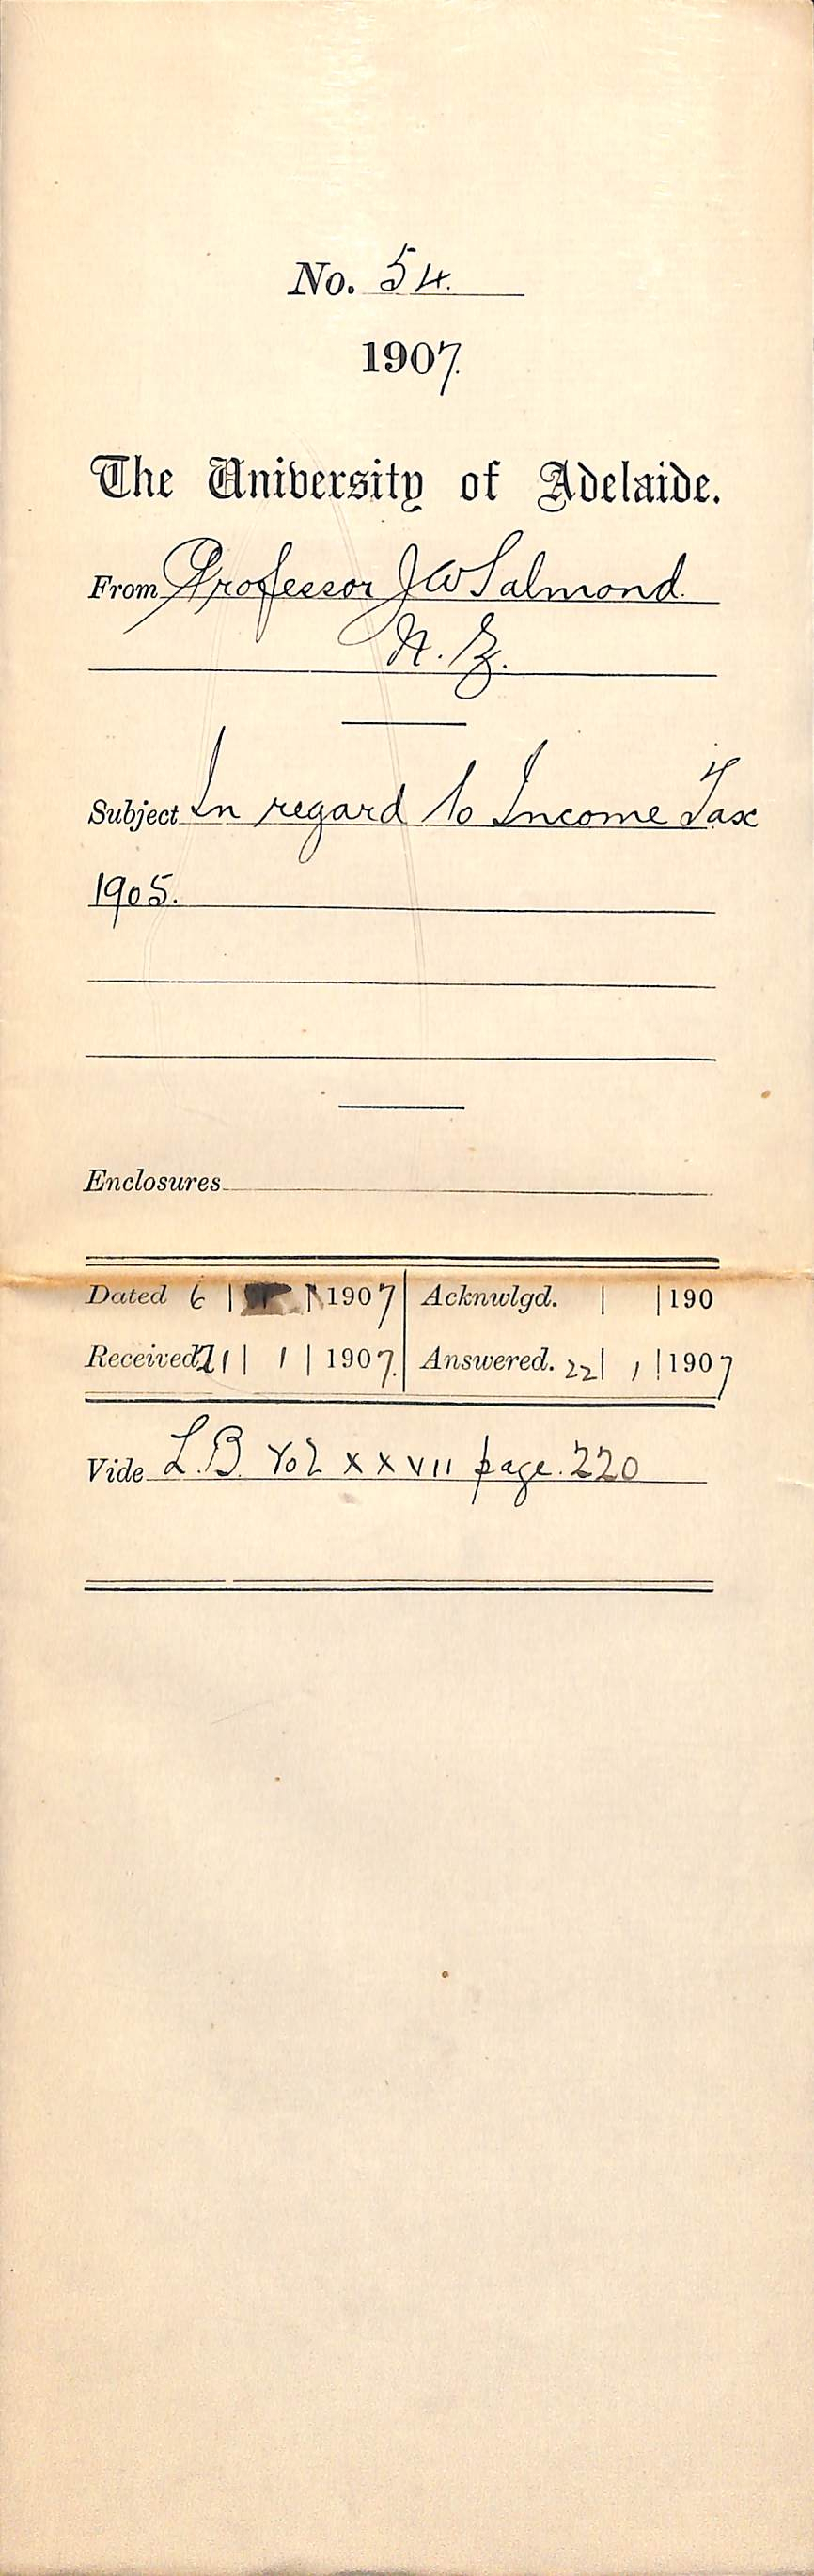 No. 54.
1907.
The University of Adelaide.
From Professor J W Salmond.
N. Z.
Subject In regard to Income Tax
1905.
Enclosures
Dated 6 | | 1907 Acknwlgd. | | 190
Received 21 | 1 | 1907. Answered. 22 | 1 | 1907
Vide L.B. Vol XXVII page. 220